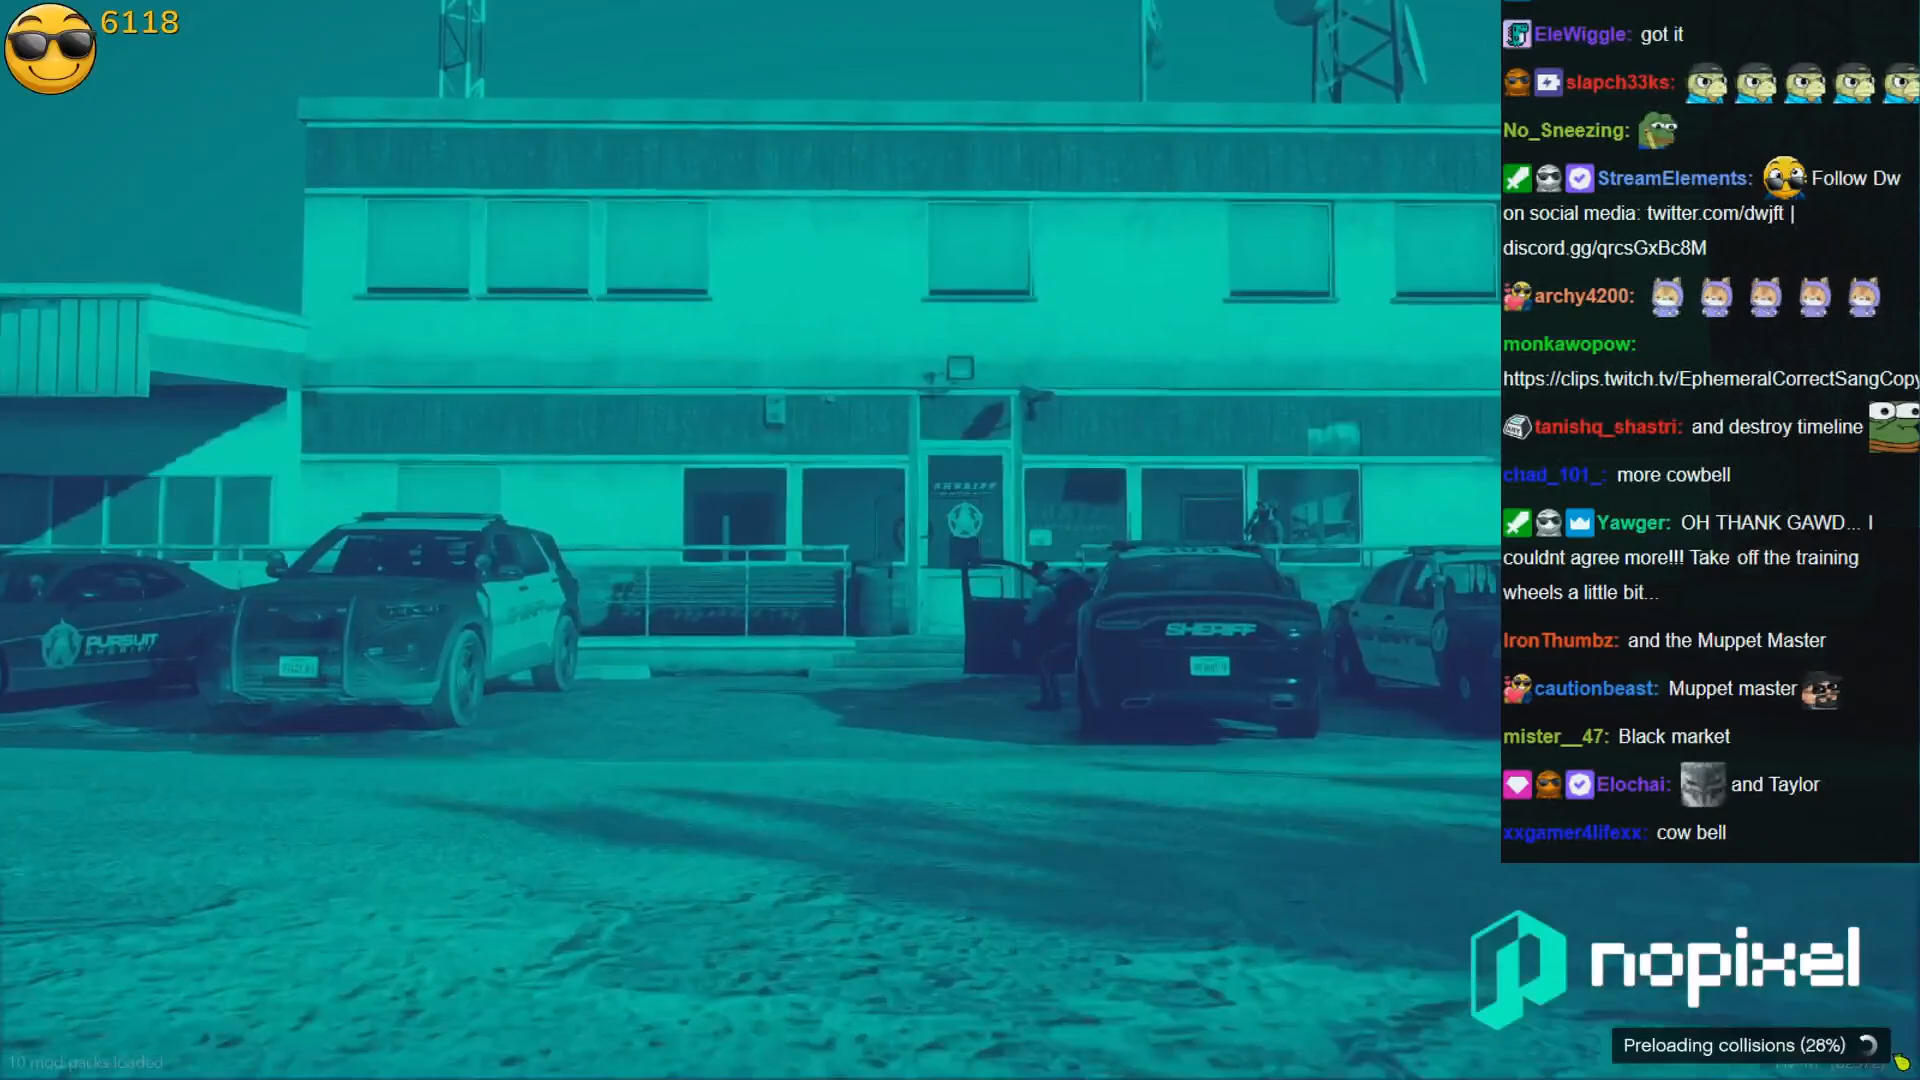 6118
EleWiggle: got it
slapch33ks:
No_Sneezing:
StreamElements: Follow Dw
on social media: twitter.com/dwjft |
discord.gg/qrcsGxBc8M
archy4200:
monkawopow:
https://clips.twitch.tv/EphemeralCorrectSangCopy
tanishq_shastri: and destroy timeline
chad_101_: more cowbell
Yawger: OH THANK GAWD... I
couldnt agree more!!! Take off the training
wheels a little bit...
IronThumbz: and the Muppet Master
cautionbeast: Muppet master
mister__47: Black market
Elochai: and Taylor
xxgamer4lifexx: cow bell
SHERIFF
PURSUIT
SHERIFF
SHERIFF
nopixel
Preloading collisions (28%)
10 mod packs loaded